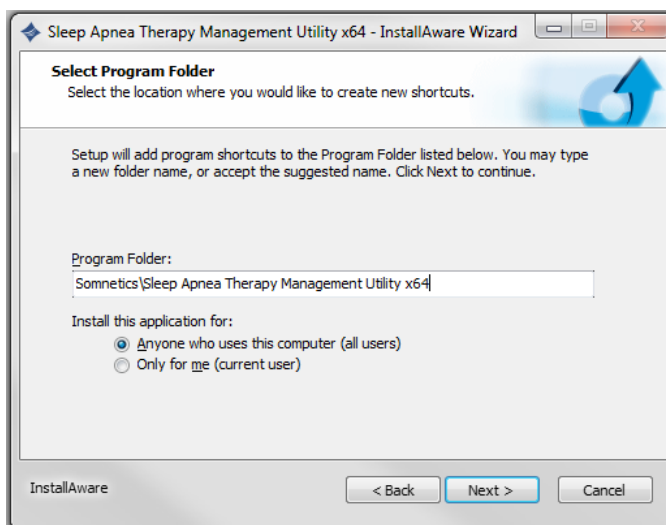 Sleep Apnea Therapy Management Utility x64 - InstallAware Wizard
Select Program Folder
Select the location where you would like to create new shortcuts.
Setup will add program shortcuts to the Program Folder listed below. You may type
a new folder name, or accept the suggested name. Click Next to continue.
Program Folder:
Somnetics\Sleep Apnea Therapy Management Utility x64
Install this application for:
Anyone who uses this computer (all users)
Only for me (current user)
InstallAware
< Back
Next >
Cancel